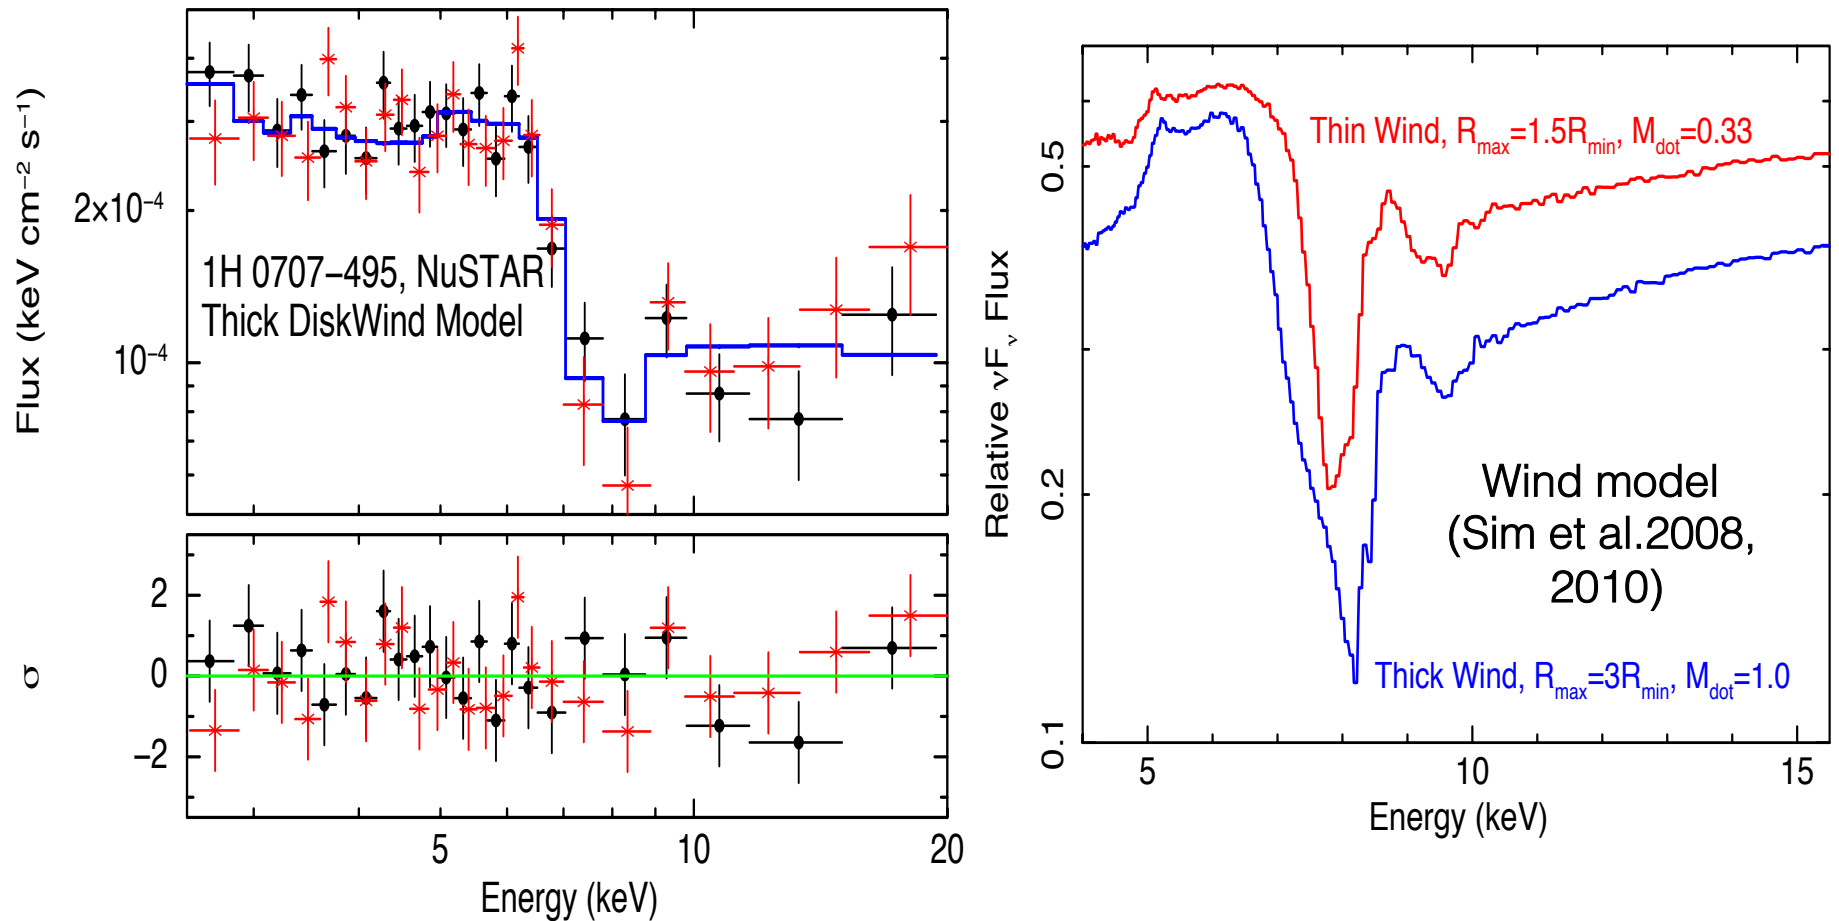 Flux (keV cm⁻² s⁻¹)
2×10⁻⁴
10⁻⁴
1H 0707−495, NuSTAR
Thick DiskWind Model
σ
2
0
−2
5
10
20
Energy (keV)
Relative νFν Flux
0.5
0.2
0.1
Thin Wind, Rmax=1.5Rmin, Mdot=0.33
Wind model
(Sim et al.2008,
2010)
Thick Wind, Rmax=3Rmin, Mdot=1.0
5
10
15
Energy (keV)